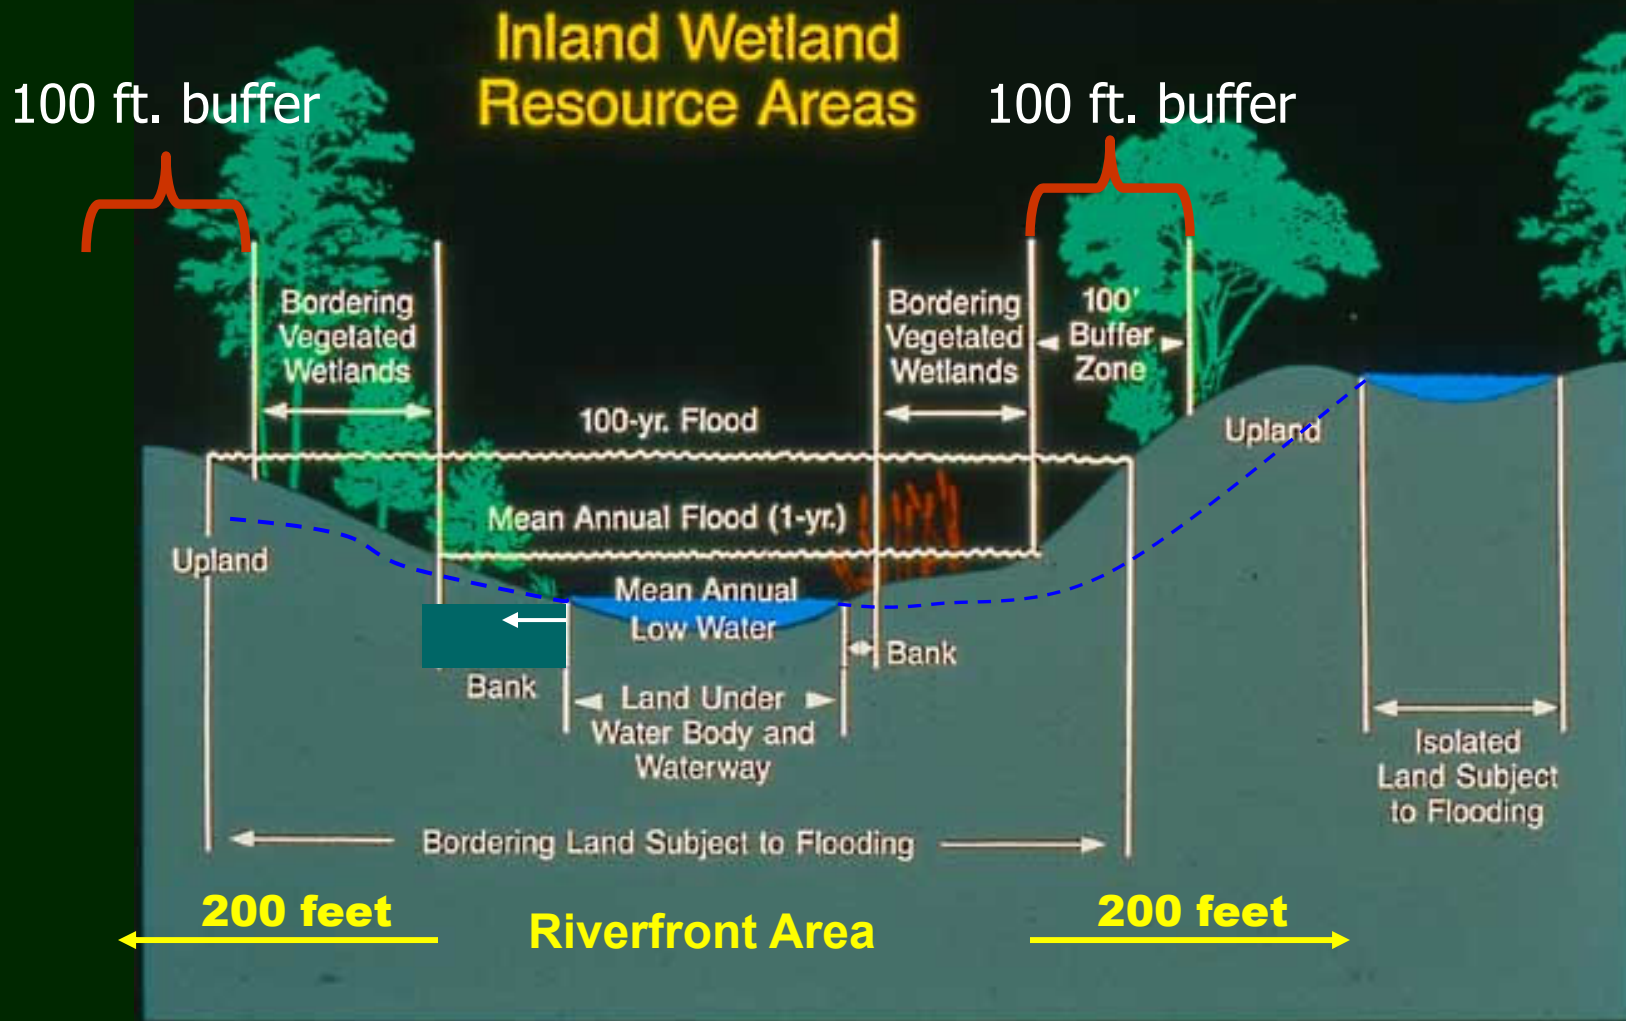 Inland Wetland
Resource Areas
100 ft. buffer
100 ft. buffer
Bordering
Vegetated
Wetlands
Bordering
Vegetated
Wetlands
100'
Buffer
Zone
100-yr. Flood
Upland
Mean Annual Flood (1-yr.)
Upland
Mean Annual
Low Water
Bank
Bank
Land Under
Water Body and
Waterway
Isolated
Land Subject
to Flooding
Bordering Land Subject to Flooding
200 feet
Riverfront Area
200 feet